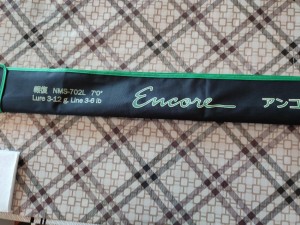 NMS-702L 7'0"
Lure 3-12 g, Line 3-6 lb
Encore
アンコ